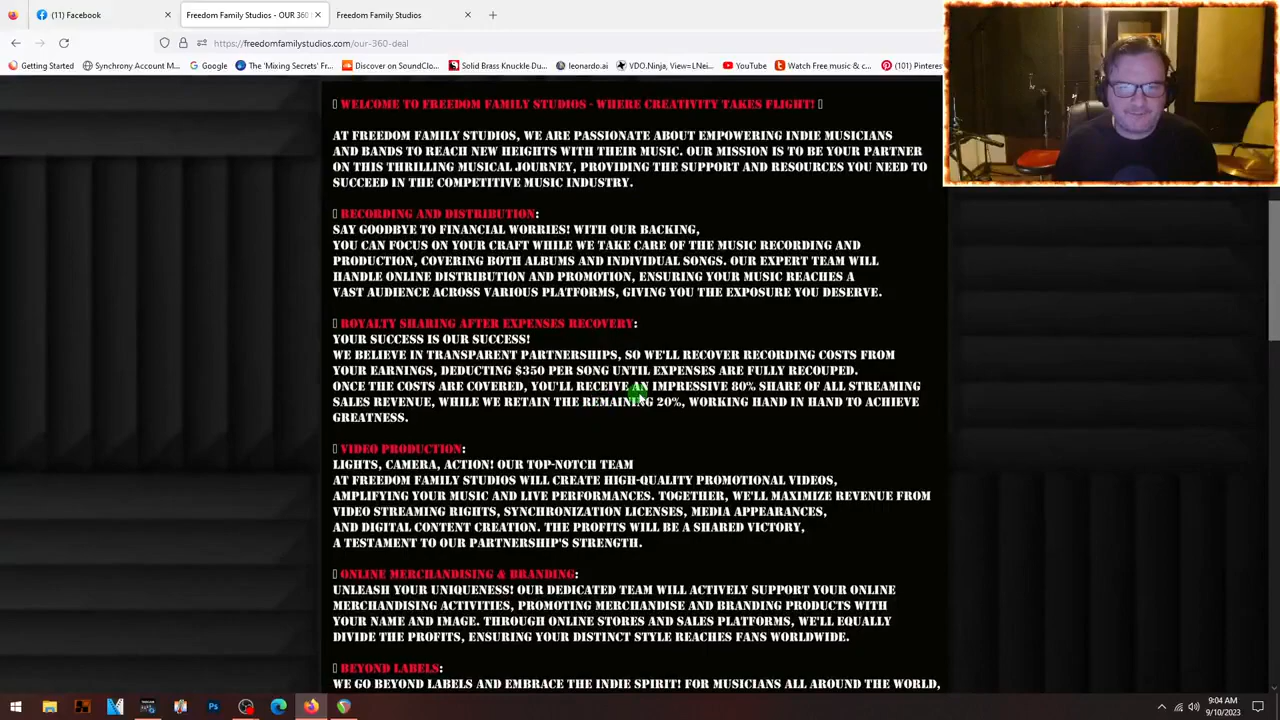 (11) Facebook
Freedom Family Studios - OUR 360
Freedom Family Studios
https://freedomfamilystudios.com/our-360-deal
Getting Started
Synchrony Account M...
Google
The 'Mixing Secrets' Fr...
Discover on SoundClo...
Solid Brass Knuckle Du...
leonardo.ai
VDO.Ninja, View=LNei...
YouTube
Watch Free music & c...
(101) Pinteres
WELCOME TO FREEDOM FAMILY STUDIOS - WHERE CREATIVITY TAKES FLIGHT!
AT FREEDOM FAMILY STUDIOS, WE ARE PASSIONATE ABOUT EMPOWERING INDIE MUSICIANS
AND BANDS TO REACH NEW HEIGHTS WITH THEIR MUSIC. OUR MISSION IS TO BE YOUR PARTNER
ON THIS THRILLING MUSICAL JOURNEY, PROVIDING THE SUPPORT AND RESOURCES YOU NEED TO
SUCCEED IN THE COMPETITIVE MUSIC INDUSTRY.
RECORDING AND DISTRIBUTION:
SAY GOODBYE TO FINANCIAL WORRIES! WITH OUR BACKING,
YOU CAN FOCUS ON YOUR CRAFT WHILE WE TAKE CARE OF THE MUSIC RECORDING AND
PRODUCTION, COVERING BOTH ALBUMS AND INDIVIDUAL SONGS. OUR EXPERT TEAM WILL
HANDLE ONLINE DISTRIBUTION AND PROMOTION, ENSURING YOUR MUSIC REACHES A
VAST AUDIENCE ACROSS VARIOUS PLATFORMS, GIVING YOU THE EXPOSURE YOU DESERVE.
ROYALTY SHARING AFTER EXPENSES RECOVERY:
YOUR SUCCESS IS OUR SUCCESS!
WE BELIEVE IN TRANSPARENT PARTNERSHIPS, SO WE'LL RECOVER RECORDING COSTS FROM
YOUR EARNINGS, DEDUCTING $350 PER SONG UNTIL EXPENSES ARE FULLY RECOUPED.
ONCE THE COSTS ARE COVERED, YOU'LL RECEIVE AN IMPRESSIVE 80% SHARE OF ALL STREAMING
SALES REVENUE, WHILE WE RETAIN THE REMAINING 20%, WORKING HAND IN HAND TO ACHIEVE
GREATNESS.
VIDEO PRODUCTION:
LIGHTS, CAMERA, ACTION! OUR TOP-NOTCH TEAM
AT FREEDOM FAMILY STUDIOS WILL CREATE HIGH-QUALITY PROMOTIONAL VIDEOS,
AMPLIFYING YOUR MUSIC AND LIVE PERFORMANCES. TOGETHER, WE'LL MAXIMIZE REVENUE FROM
VIDEO STREAMING RIGHTS, SYNCHRONIZATION LICENSES, MEDIA APPEARANCES,
AND DIGITAL CONTENT CREATION. THE PROFITS WILL BE A SHARED VICTORY,
A TESTAMENT TO OUR PARTNERSHIP'S STRENGTH.
ONLINE MERCHANDISING & BRANDING:
UNLEASH YOUR UNIQUENESS! OUR DEDICATED TEAM WILL ACTIVELY SUPPORT YOUR ONLINE
MERCHANDISING ACTIVITIES, PROMOTING MERCHANDISE AND BRANDING PRODUCTS WITH
YOUR NAME AND IMAGE. THROUGH ONLINE STORES AND SALES PLATFORMS, WE'LL EQUALLY
DIVIDE THE PROFITS, ENSURING YOUR DISTINCT STYLE REACHES FANS WORLDWIDE.
BEYOND LABELS:
WE GO BEYOND LABELS AND EMBRACE THE INDIE SPIRIT! FOR MUSICIANS ALL AROUND THE WORLD,
9:04 AM
9/10/2023